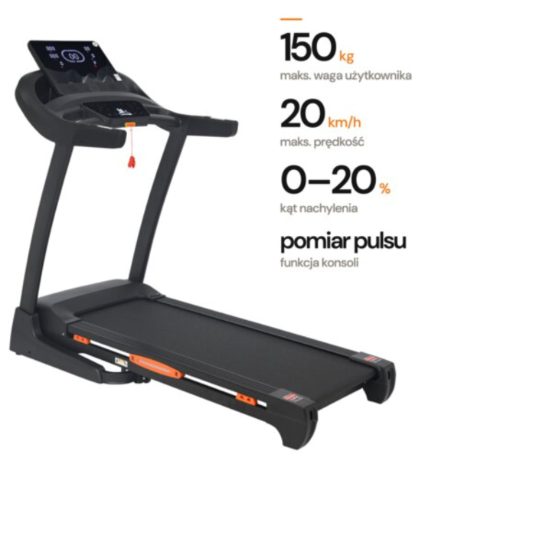 150 kg
maks. waga użytkownika
20 km/h
maks. prędkość
0–20 %
kąt nachylenia
pomiar pulsu
funkcja konsoli